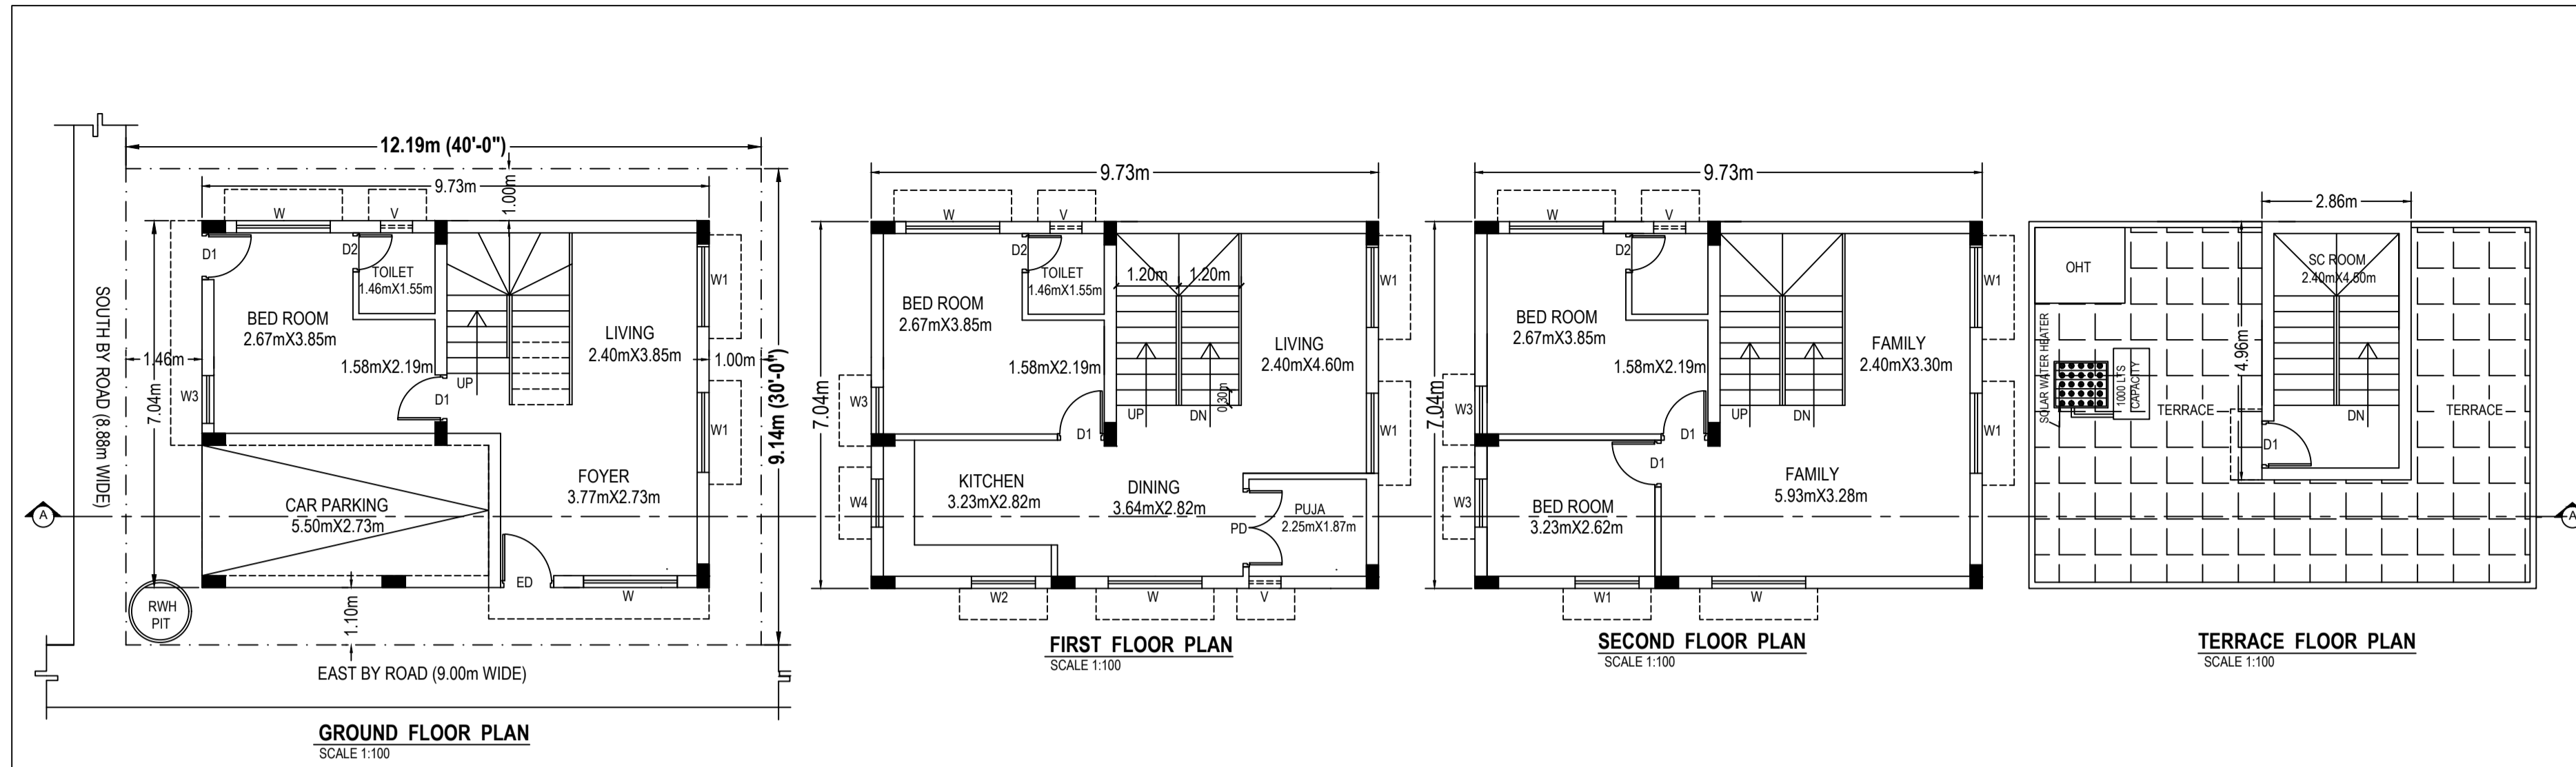 12.19m (40'-0")
9.73m
1.00m
W
V
D1
D2
TOILET
1.46mX1.55m
BED ROOM
2.67mX3.85m
1.58mX2.19m
LIVING
2.40mX3.85m
W1
1.46m
1.00m
W3
7.04m
UP
D1
W1
9.14m (30'-0")
SOUTH BY ROAD (8.88m WIDE)
CAR PARKING
5.50mX2.73m
FOYER
3.77mX2.73m
A
ED
W
RWH
PIT
1.10m
EAST BY ROAD (9.00m WIDE)
GROUND FLOOR PLAN
SCALE 1:100
9.73m
W
V
D2
TOILET
1.46mX1.55m
1.20m
1.20m
W1
BED ROOM
2.67mX3.85m
1.58mX2.19m
LIVING
2.40mX4.60m
7.04m
W3
UP
DN
0.30m
D1
W1
KITCHEN
3.23mX2.82m
DINING
3.64mX2.82m
W4
PD
PUJA
2.25mX1.87m
W2
W
V
FIRST FLOOR PLAN
SCALE 1:100
9.73m
W
V
D2
W1
BED ROOM
2.67mX3.85m
1.58mX2.19m
FAMILY
2.40mX3.30m
7.04m
W3
UP
DN
D1
W1
D1
FAMILY
5.93mX3.28m
W3
BED ROOM
3.23mX2.62m
W1
W
SECOND FLOOR PLAN
SCALE 1:100
2.86m
OHT
SC ROOM
2.40mX4.50m
4.96m
SOLAR WATER HEATER
1000 LTS
CAPACITY
TERRACE
DN
TERRACE
D1
A
TERRACE FLOOR PLAN
SCALE 1:100